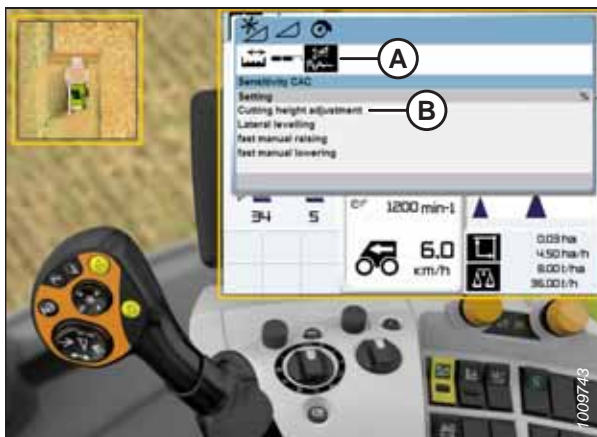 A
Sensitivity CAC
Setting %
Cutting height adjustment
B
Lateral levelling
fast manual raising
fast manual lowering
34 5
1200 min-1
6.0
km/h
0.03 ha
4.50 ha/h
8.00 t/ha
36.00 t/h
1009743